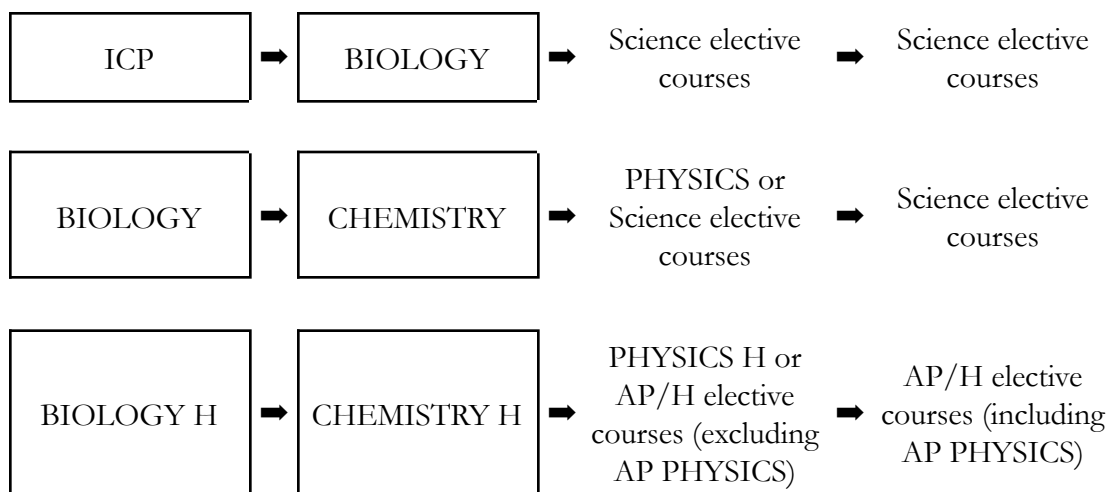 ICP ➡ BIOLOGY ➡ Science elective ➡ Science elective
courses courses
BIOLOGY ➡ CHEMISTRY ➡ PHYSICS or
Science elective
courses ➡ Science elective
courses
BIOLOGY H ➡ CHEMISTRY H ➡ PHYSICS H or
AP/H elective
courses (excluding
AP PHYSICS) ➡ AP/H elective
courses (including
AP PHYSICS)